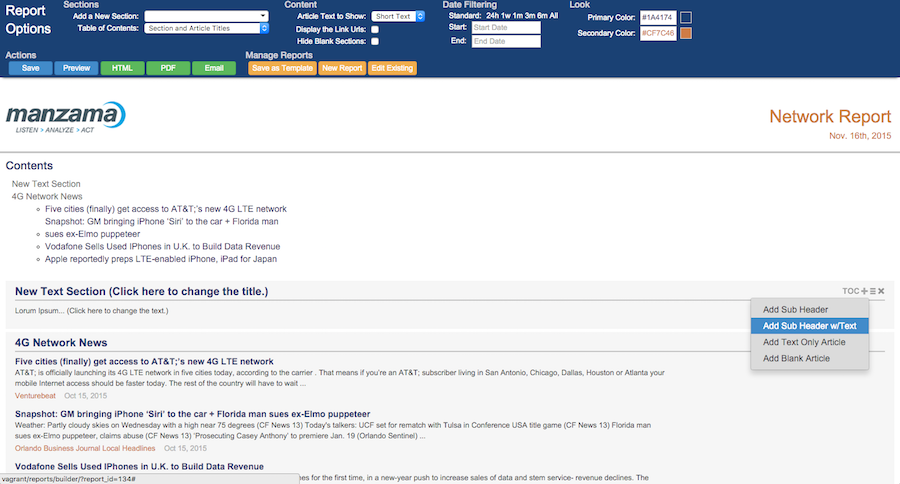 Report Options
Sections
Add a New Section:
Table of Contents: Section and Article Titles
Content
Article Text to Show: Short Text
Display the Link Urls:
Hide Blank Sections:
Date Filtering
Standard: 24h 1w 1m 3m 6m All
Start: Start Date
End: End Date
Look
Primary Color: #1A4174
Secondary Color: #CF7C46
Actions
Save Preview HTML PDF Email
Manage Reports
Save as Template New Report Edit Existing
manzama
LISTEN > ANALYZE > ACT
Network Report
Nov. 16th, 2015
Contents
New Text Section
4G Network News
Five cities (finally) get access to AT&T;'s new 4G LTE network
Snapshot: GM bringing iPhone 'Siri' to the car + Florida man
sues ex-Elmo puppeteer
Vodafone Sells Used IPhones in U.K. to Build Data Revenue
Apple reportedly preps LTE-enabled iPhone, iPad for Japan
New Text Section (Click here to change the title.)
TOC
Lorum Ipsum... (Click here to change the text.)
Add Sub Header
Add Sub Header w/Text
Add Text Only Article
Add Blank Article
4G Network News
Five cities (finally) get access to AT&T;'s new 4G LTE network
AT&T; is officially launching its 4G LTE network in five cities today, according to the carrier . That means if you're an AT&T; subscriber living in San Antonio, Chicago, Dallas, Houston or Atlanta your
mobile Internet access should be faster today. The rest of the country will have to wait ...
Venturebeat Oct 15, 2015
Snapshot: GM bringing iPhone 'Siri' to the car + Florida man sues ex-Elmo puppeteer
Weather: Partly cloudy skies on Wednesday with a high near 75 degrees (CF News 13) Today's talkers: UCF set for rematch with Tulsa in Conference USA title game (CF News 13) Florida man
sues ex-Elmo puppeteer, claims abuse (CF News 13) 'Prosecuting Casey Anthony' to premiere Jan. 19 (Orlando Sentinel) ...
Orlando Business Journal Local Headlines Oct 15, 2015
Vodafone Sells Used IPhones in U.K. to Build Data Revenue
es for the first time, in a new-year push to increase sales of data and stem service- revenue declines. The
vagrant/reports/builder/?report_id=134#